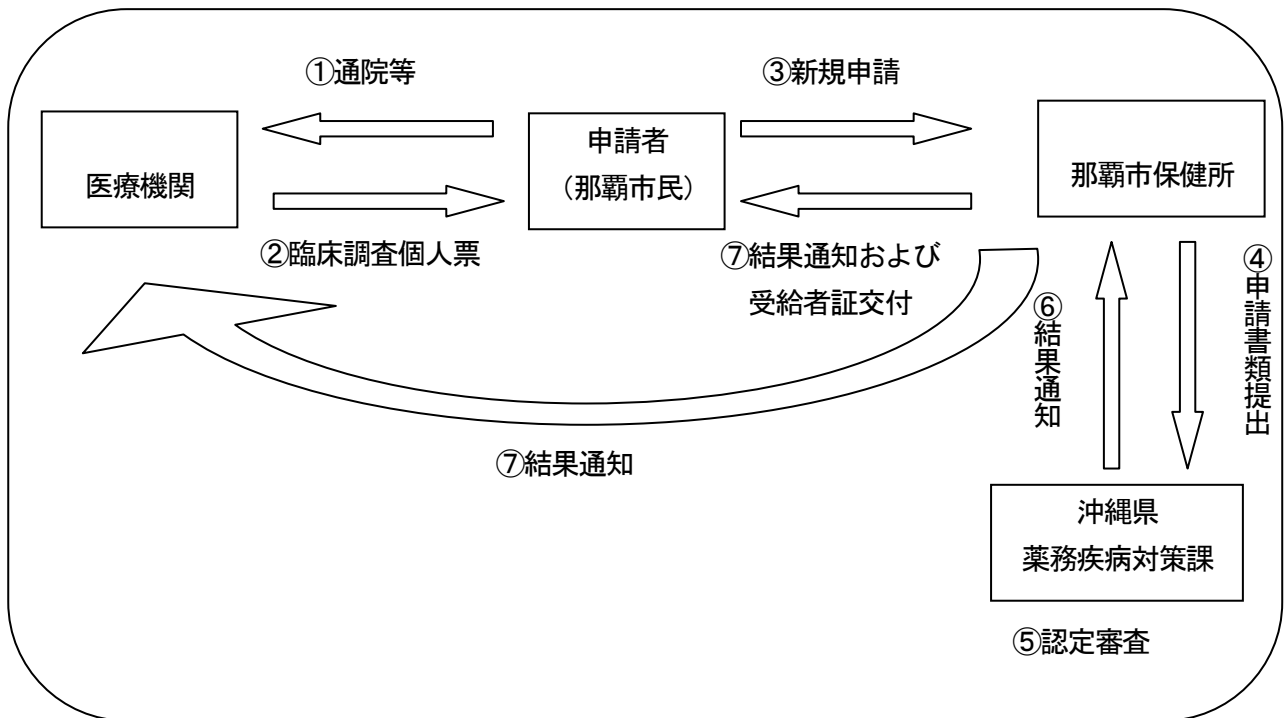 ①通院等
③新規申請
医療機関
申請者
(那覇市民)
那覇市保健所
②臨床調査個人票
⑦結果通知および
受給者証交付
⑥結果通知
④申請書類提出
⑦結果通知
沖縄県
薬務疾病対策課
⑤認定審査